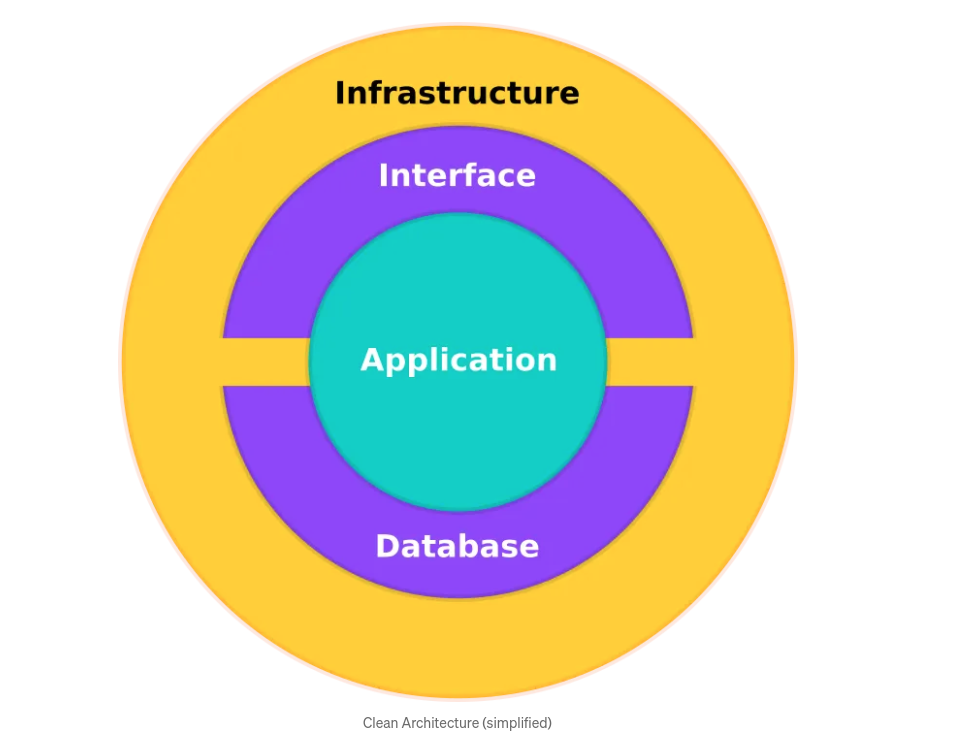 Infrastructure
Interface
Application
Database
Clean Architecture (simplified)